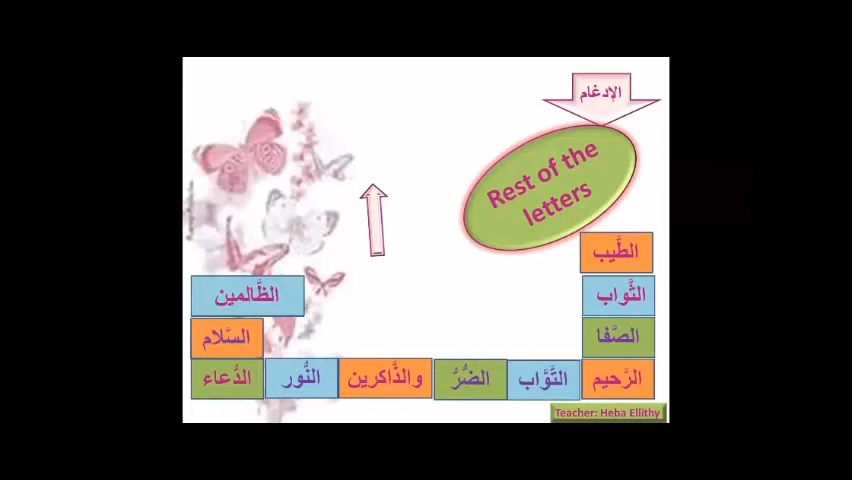 الإدغام
Rest of the
letters
الطَّيب
الثَّواب
الصَّفا
الرَّحيم
التَّوَّاب
الضُّرُّ
والذَّاكرين
النُّور
الدُّعاء
السَّلام
الظَّالمين
Teacher: Heba Ellithy